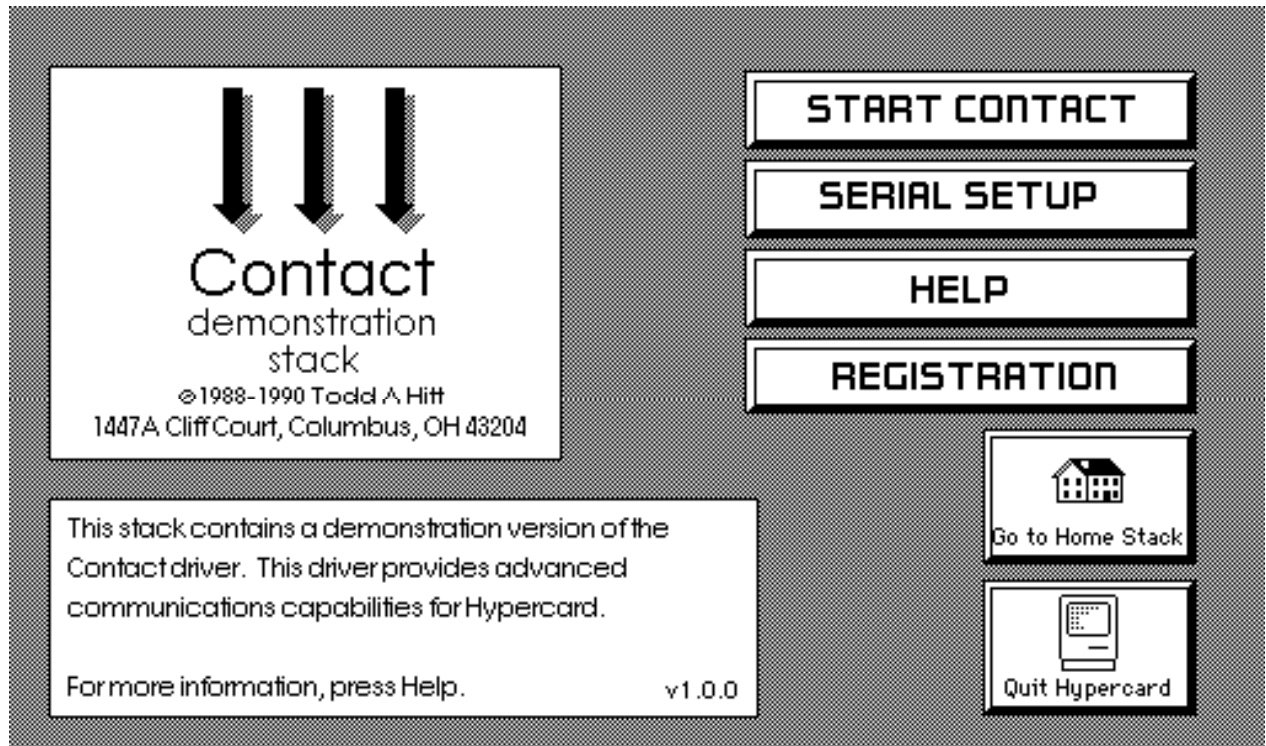 Contact
demonstration
stack
©1988-1990 Todd A Hitt
1447A Cliff Court, Columbus, OH 43204
This stack contains a demonstration version of the
Contact driver. This driver provides advanced
communications capabilities for Hypercard.
For more information, press Help.
v1.0.0
START CONTACT
SERIAL SETUP
HELP
REGISTRATION
Go to Home Stack
Quit Hypercard